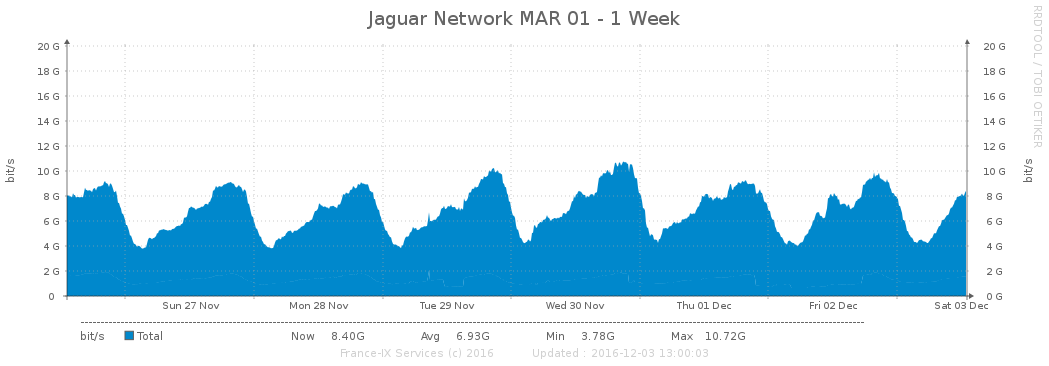 Jaguar Network MAR 01 - 1 Week
RRDTOOL / TOBI OETIKER
bit/s
20 G 20 G
18 G 18 G
16 G 16 G
14 G 14 G
12 G 12 G
10 G 10 G
8 G 8 G
6 G 6 G
4 G 4 G
2 G 2 G
0 0 G
bit/s
Sun 27 Nov Mon 28 Nov Tue 29 Nov Wed 30 Nov Thu 01 Dec Fri 02 Dec Sat 03 Dec
bit/s Total Now 8.40G Avg 6.93G Min 3.78G Max 10.72G
France-IX Services (c) 2016 Updated : 2016-12-03 13:00:03